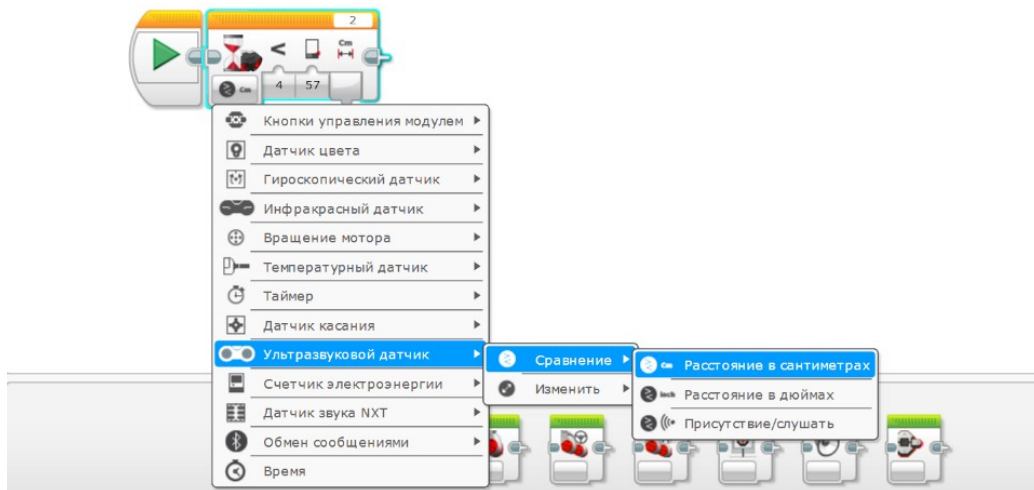 2
Cm
<
Cm
4
57
Кнопки управления модулем
Датчик цвета
Гироскопический датчик
Инфракрасный датчик
Вращение мотора
Температурный датчик
Таймер
Датчик касания
Ультразвуковой датчик
Сравнение
Расстояние в сантиметрах
Счетчик электроэнергии
Изменить
inch
Расстояние в дюймах
Датчик звука NXT
Присутствие/слушать
Обмен сообщениями
Время